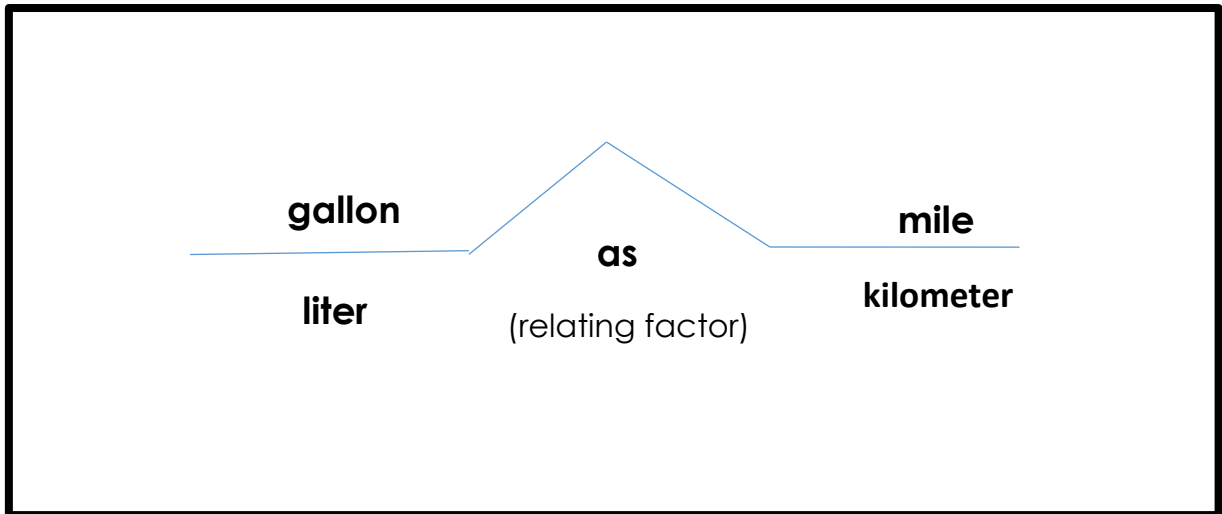 gallon
liter
as
(relating factor)
mile
kilometer